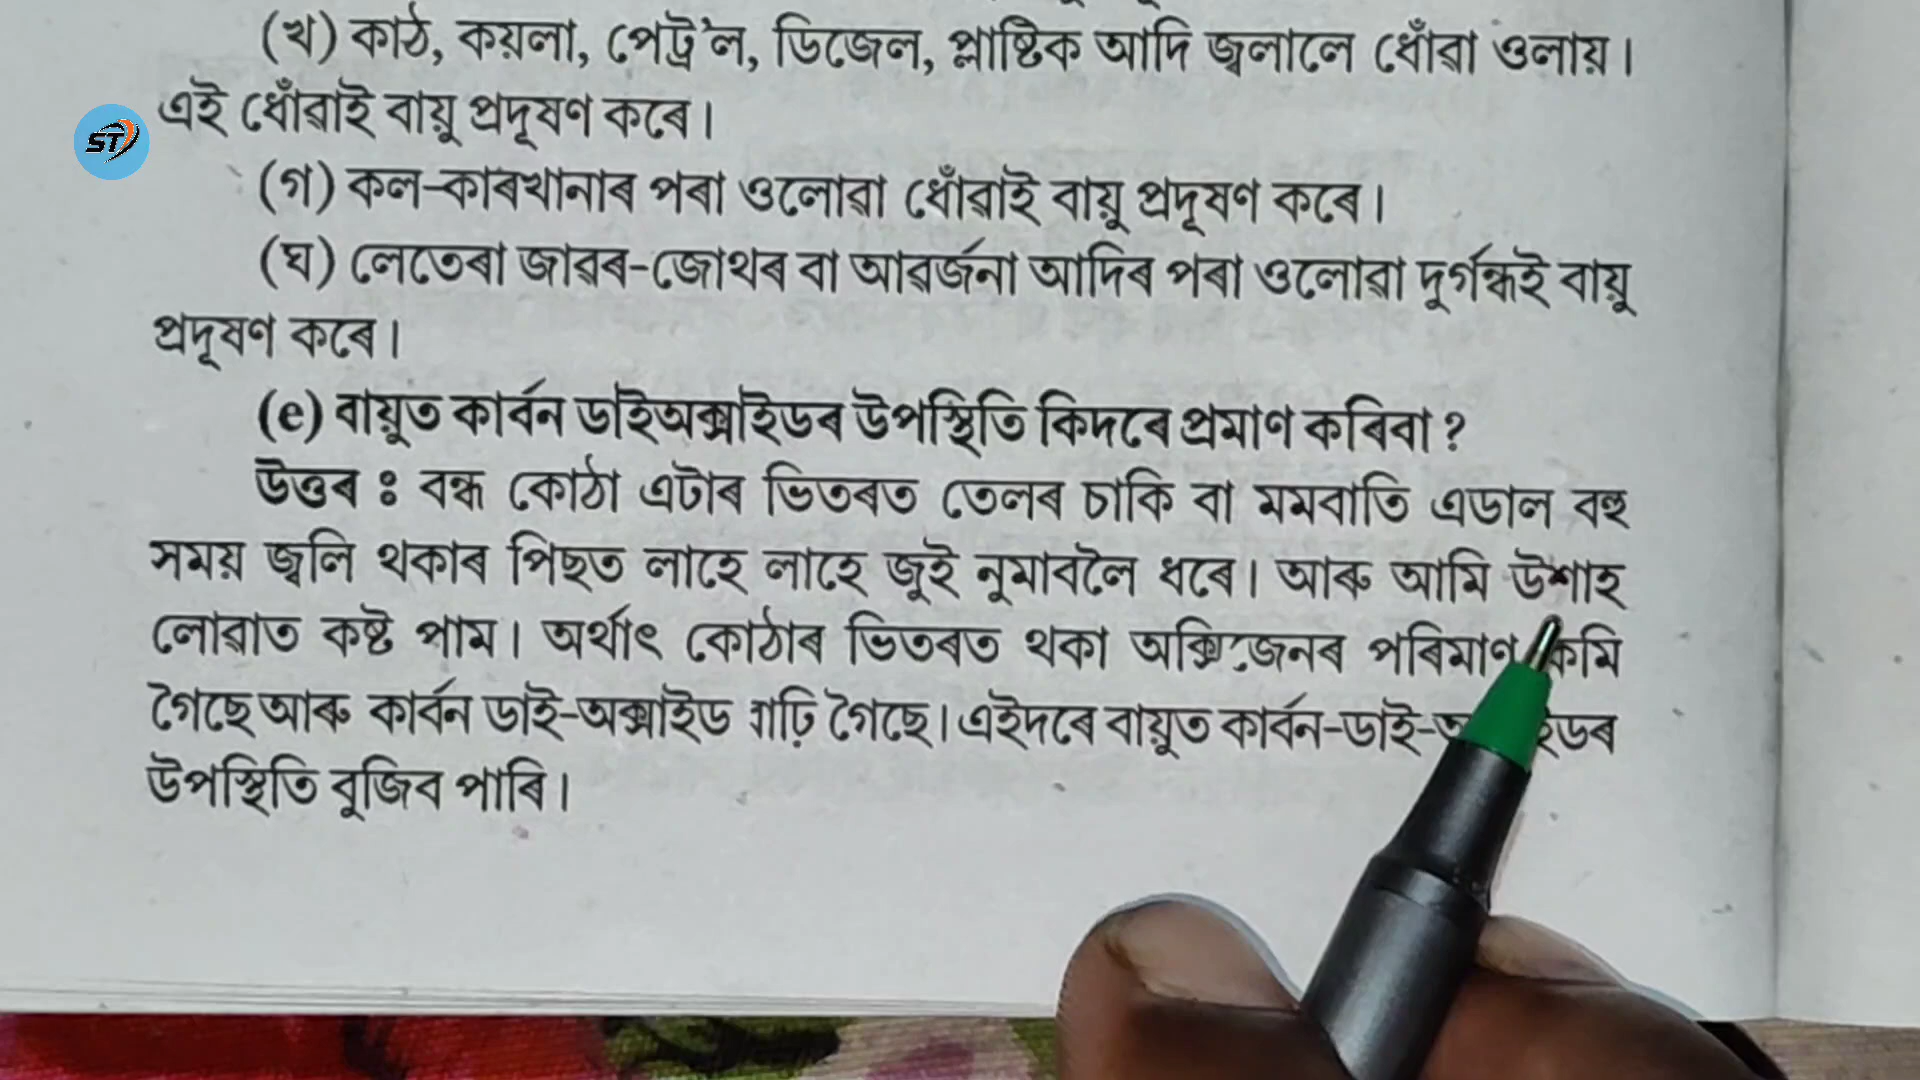 (খ) কাঠ, কয়লা, পেট্ৰ'ল, ডিজেল, প্লাষ্টিক আদি জ্বলালে ধোঁৱা ওলায়।
এই ধোঁৱাই বায়ু প্ৰদূষণ কৰে।
ST
(গ) কল-কাৰখানাৰ পৰা ওলোৱা ধোঁৱাই বায়ু প্ৰদূষণ কৰে।
(ঘ) লেতেৰা জাৱৰ-জোথৰ বা আৱৰ্জনা আদিৰ পৰা ওলোৱা দুৰ্গন্ধই বায়ু
প্ৰদূষণ কৰে।
(e) বায়ুত কাৰ্বন ডাইঅক্সাইডৰ উপস্থিতি কিদৰে প্ৰমাণ কৰিবা ?
উত্তৰ ঃ বন্ধ কোঠা এটাৰ ভিতৰত তেলৰ চাকি বা মমবাতি এডাল বহু
সময় জ্বলি থকাৰ পিছত লাহে লাহে জুই নুমাবলৈ ধৰে। আৰু আমি উশাহ
লোৱাত কষ্ট পাম। অৰ্থাৎ কোঠাৰ ভিতৰত থকা অক্সিজেনৰ পৰিমাণ কমি
গৈছে আৰু কাৰ্বন ডাই-অক্সাইড বাঢ়ি গৈছে। এইদৰে বায়ুত
উপস্থিতি বুজিব পাৰি।